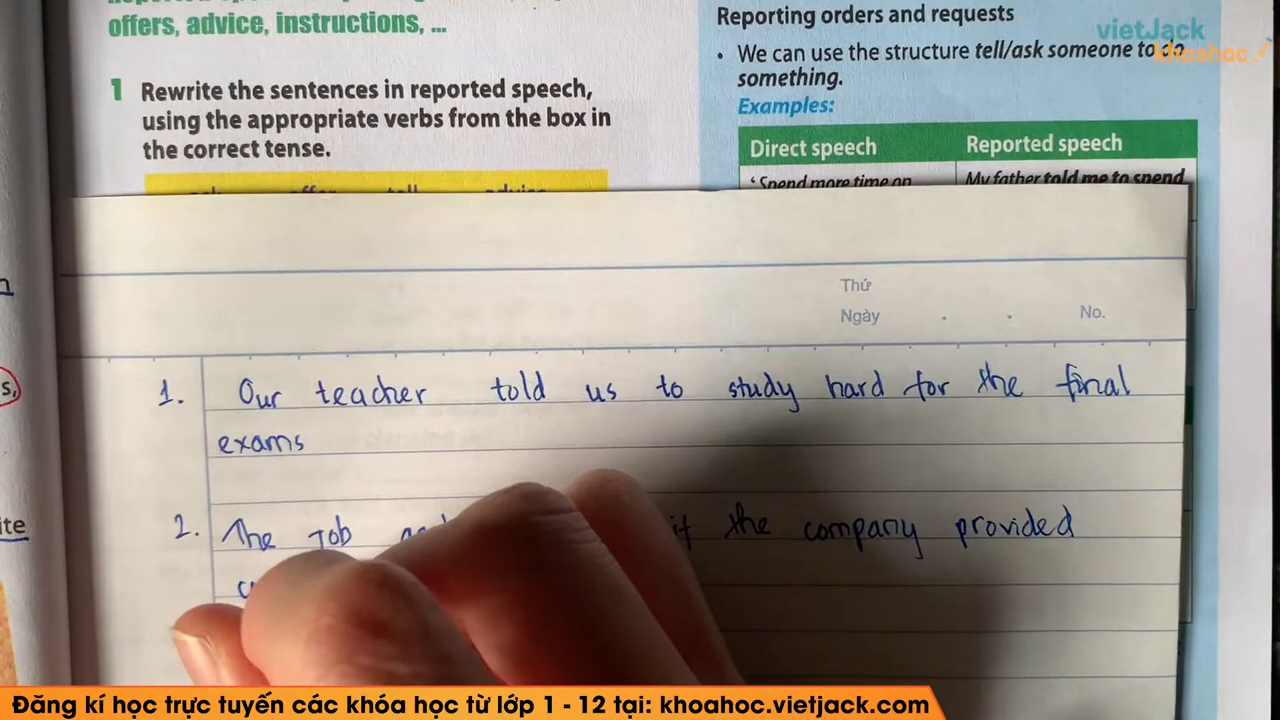 offers, advice, instructions, ...
1 Rewrite the sentences in reported speech,
using the appropriate verbs from the box in
the correct tense.
Reporting orders and requests
• We can use the structure tell/ask someone to do
something.
Examples:
Direct speech
Reported speech
‘Spend more time on
My father told me to spend
vietJack
khoahoc
Thứ
Ngày . . No.
1. Our teacher told us to study hard for the final
exams
2. The Job if the company provided
s,
ite
Đăng kí học trực tuyến các khóa học từ lớp 1 - 12 tại: khoahoc.vietjack.com